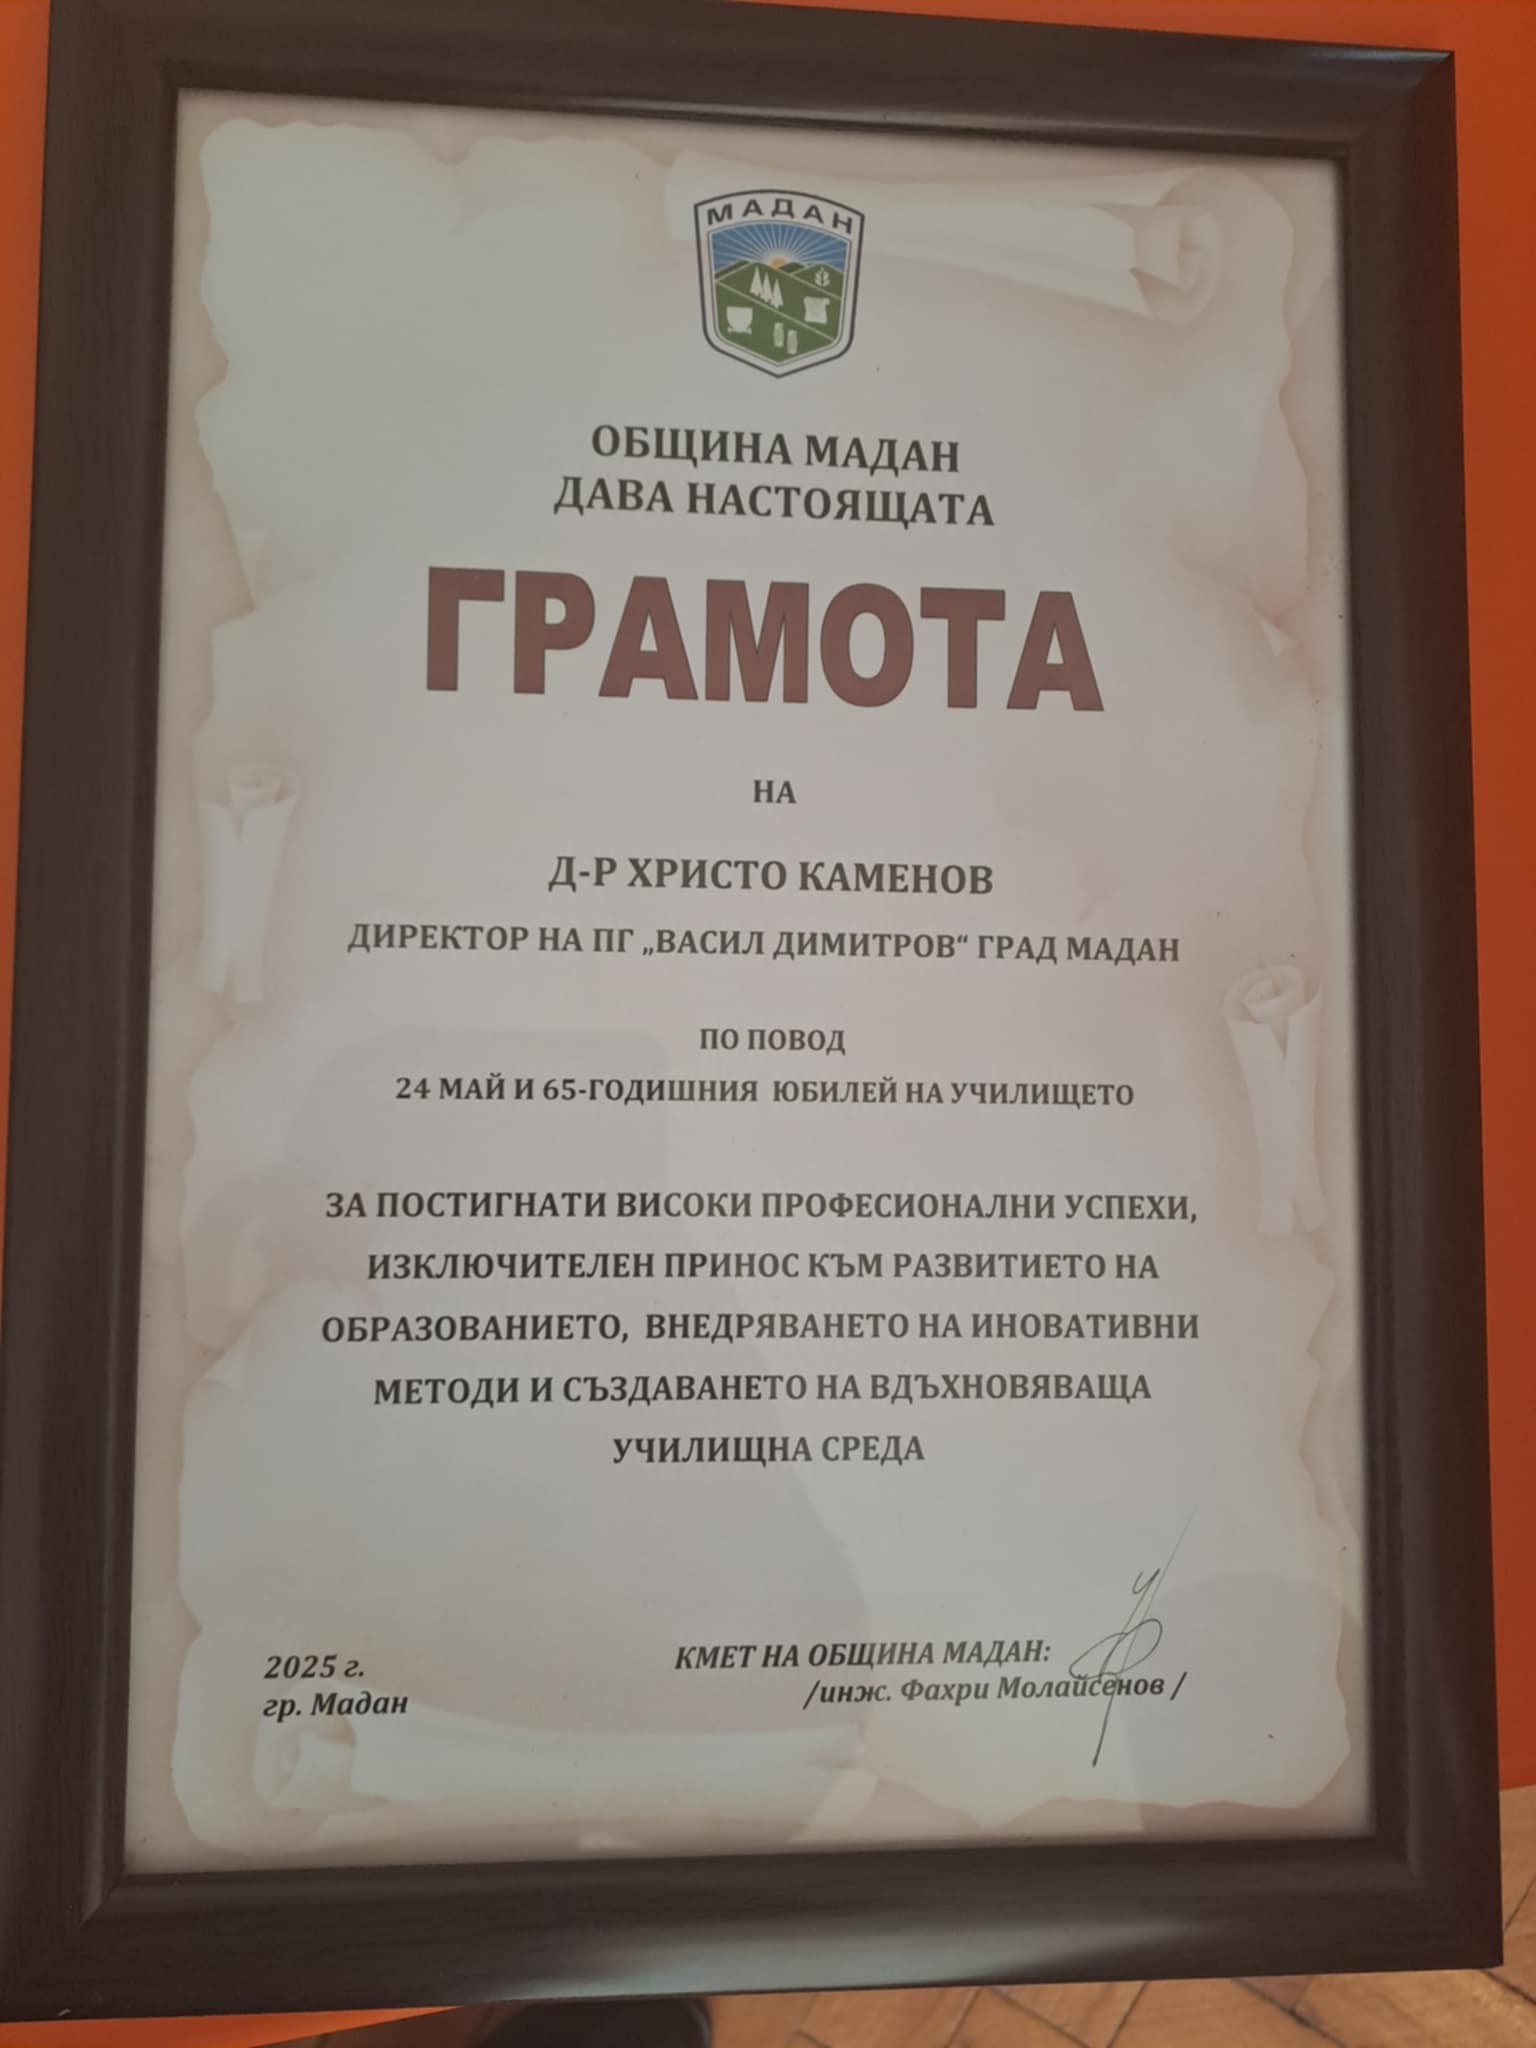 МАДАН
ОБЩИНА МАДАН
ДАВА НАСТОЯЩАТА
ГРАМОТА
НА
Д-Р ХРИСТО КАМЕНОВ
ДИРЕКТОР НА ПГ „ВАСИЛ ДИМИТРОВ“ ГРАД МАДАН
ПО ПОВОД
24 МАЙ И 65-ГОДИШНИЯ ЮБИЛЕЙ НА УЧИЛИЩЕТО
ЗА ПОСТИГНАТИ ВИСОКИ ПРОФЕСИОНАЛНИ УСПЕХИ,
ИЗКЛЮЧИТЕЛЕН ПРИНОС КЪМ РАЗВИТИЕТО НА
ОБРАЗОВАНИЕТО, ВНЕДРЯВАНЕТО НА ИНОВАТИВНИ
МЕТОДИ И СЪЗДАВАНЕТО НА ВДЪХНОВЯВАЩА
УЧИЛИЩНА СРЕДА
2025 г.
гр. Мадан
КМЕТ НА ОБЩИНА МАДАН:
/инж. Фахри Молайсенов /